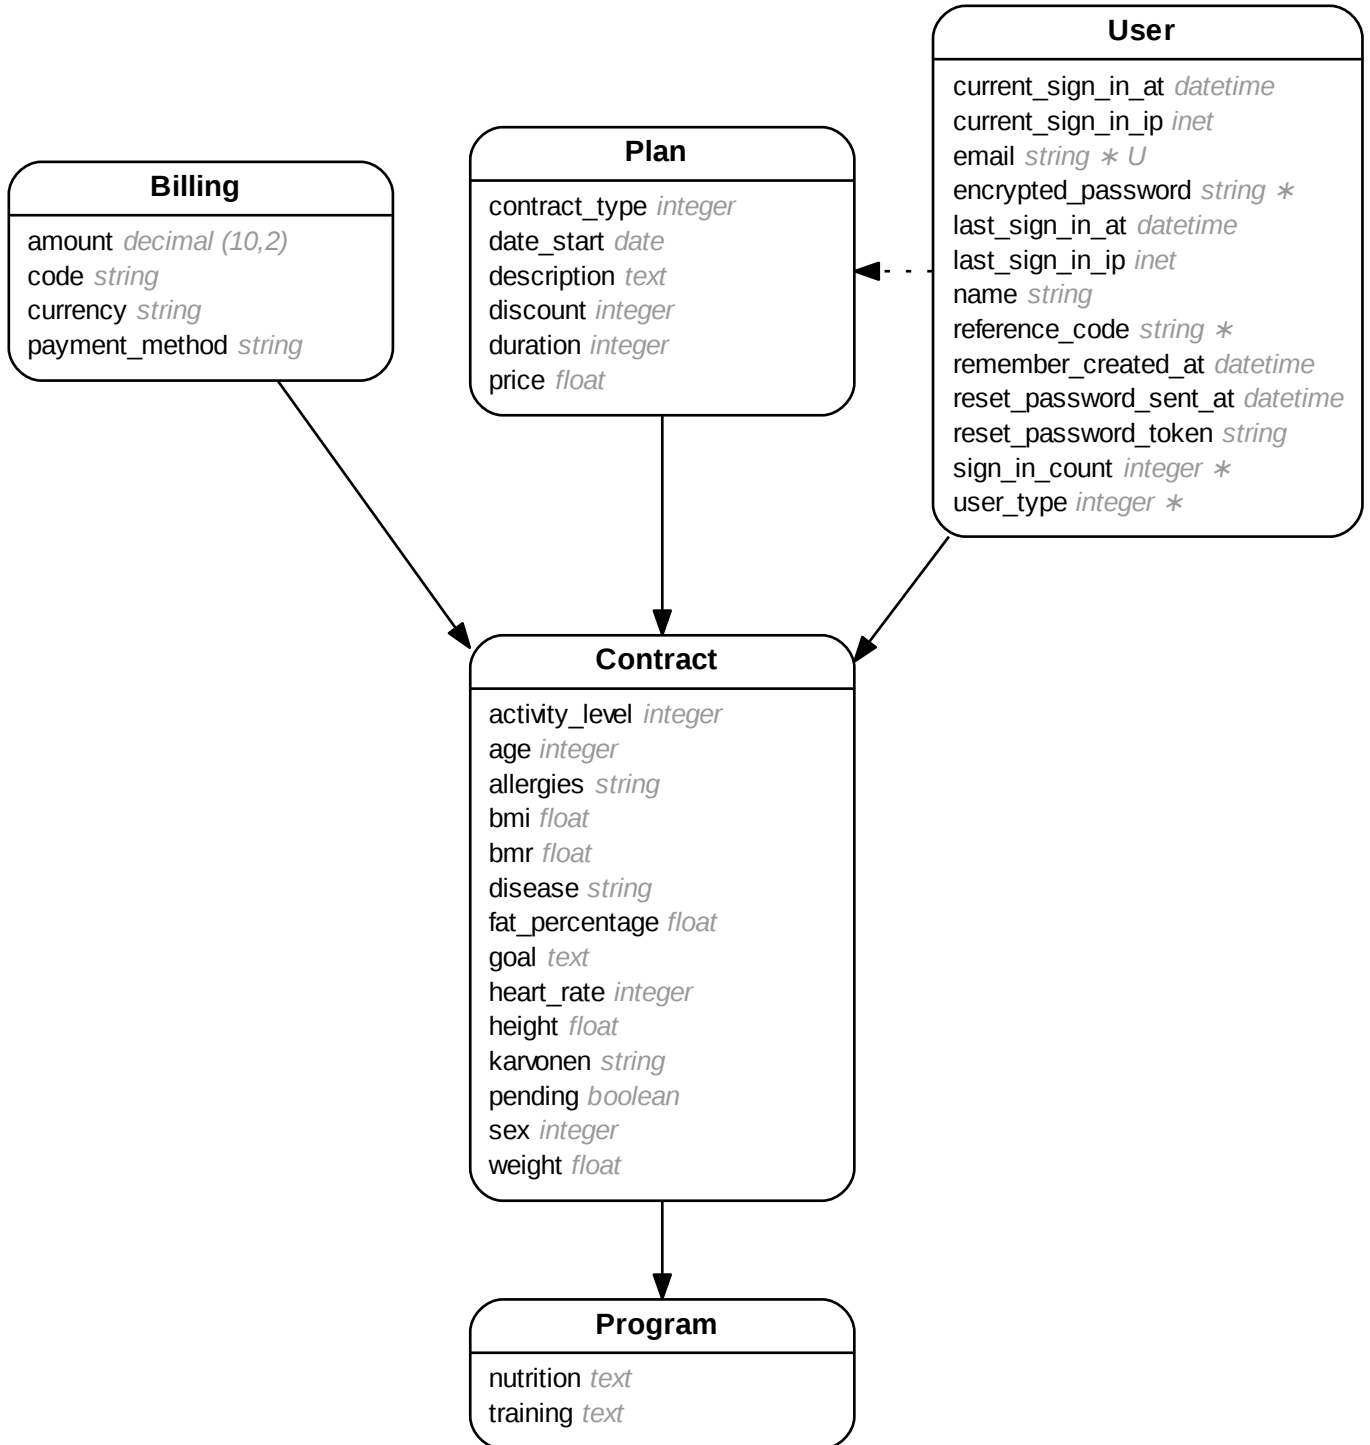 Billing
amount decimal (10,2)
code string
currency string
payment_method string
Plan
contract_type integer
date_start date
description text
discount integer
duration integer
price float
User
current_sign_in_at datetime
current_sign_in_ip inet
email string ∗ U
encrypted_password string ∗
last_sign_in_at datetime
last_sign_in_ip inet
name string
reference_code string ∗
remember_created_at datetime
reset_password_sent_at datetime
reset_password_token string
sign_in_count integer ∗
user_type integer ∗
Contract
activity_level integer
age integer
allergies string
bmi float
bmr float
disease string
fat_percentage float
goal text
heart_rate integer
height float
karvonen string
pending boolean
sex integer
weight float
Program
nutrition text
training text